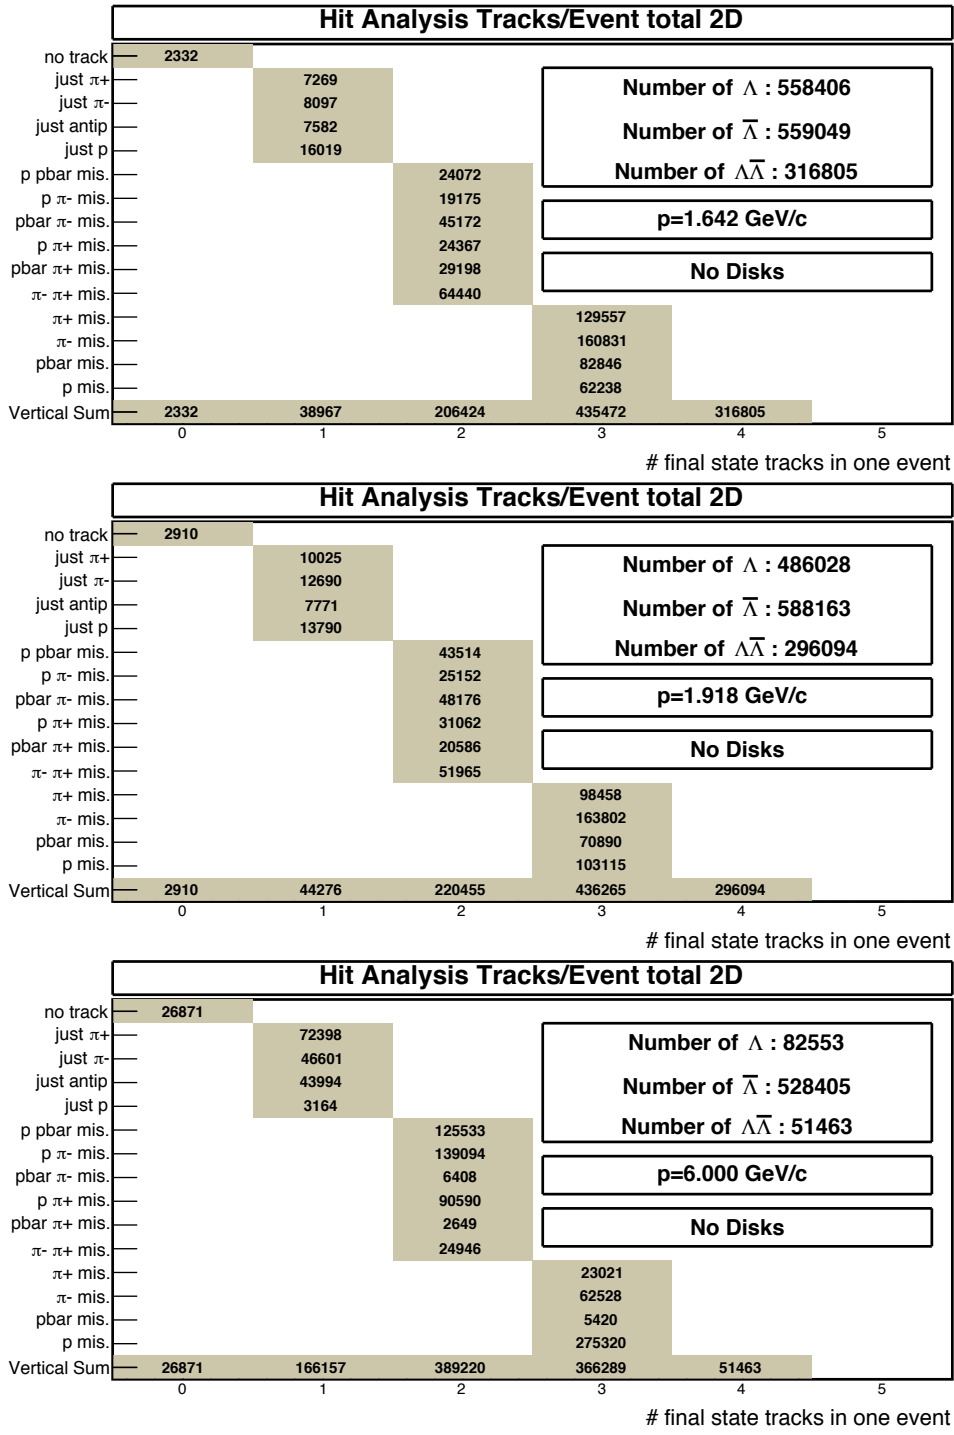 Hit Analysis Tracks/Event total 2D
no track 2332
just π+ 7269
just π- 8097
just antip 7582
just p 16019
Number of Λ : 558406
Number of Λ̅ : 559049
Number of ΛΛ̅ : 316805
p pbar mis. 24072
p π- mis. 19175
pbar π- mis. 45172
p π+ mis. 24367
pbar π+ mis. 29198
π- π+ mis. 64440
p=1.642 GeV/c
No Disks
π+ mis. 129557
π- mis. 160831
pbar mis. 82846
p mis. 62238
Vertical Sum 2332 38967 206424 435472 316805
0 1 2 3 4 5
# final state tracks in one event
Hit Analysis Tracks/Event total 2D
no track 2910
just π+ 10025
just π- 12690
just antip 7771
just p 13790
Number of Λ : 486028
Number of Λ̅ : 588163
Number of ΛΛ̅ : 296094
p pbar mis. 43514
p π- mis. 25152
pbar π- mis. 48176
p π+ mis. 31062
pbar π+ mis. 20586
π- π+ mis. 51965
p=1.918 GeV/c
No Disks
π+ mis. 98458
π- mis. 163802
pbar mis. 70890
p mis. 103115
Vertical Sum 2910 44276 220455 436265 296094
0 1 2 3 4 5
# final state tracks in one event
Hit Analysis Tracks/Event total 2D
no track 26871
just π+ 72398
just π- 46601
just antip 43994
just p 3164
Number of Λ : 82553
Number of Λ̅ : 528405
Number of ΛΛ̅ : 51463
p pbar mis. 125533
p π- mis. 139094
pbar π- mis. 6408
p π+ mis. 90590
pbar π+ mis. 2649
π- π+ mis. 24946
p=6.000 GeV/c
No Disks
π+ mis. 23021
π- mis. 62528
pbar mis. 5420
p mis. 275320
Vertical Sum 26871 166157 389220 366289 51463
0 1 2 3 4 5
# final state tracks in one event